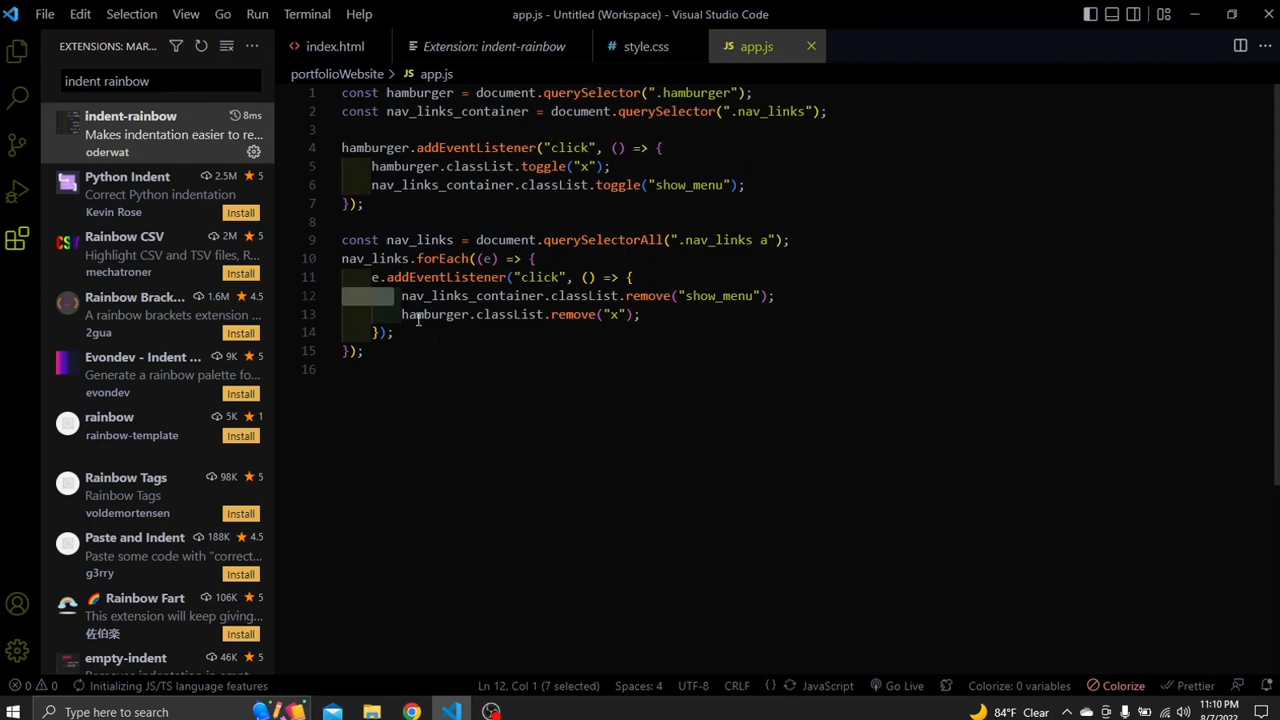 File Edit Selection View Go Run Terminal Help
app.js - Untitled (Workspace) - Visual Studio Code
EXTENSIONS: MAR...
indent rainbow
indent-rainbow 8ms
Makes indentation easier to re...
oderwat
Python Indent 2.5M 5
Correct Python indentation
Kevin Rose Install
Rainbow CSV 2M 5
Highlight CSV and TSV files, R...
mechatroner Install
Rainbow Brack... 1.6M 4.5
A rainbow brackets extension ...
2gua Install
Evondev - Indent ... 9K 5
Generate a rainbow palette fo...
evondev Install
rainbow 5K 1
rainbow-template Install
Rainbow Tags 98K 5
Rainbow Tags
voldemortensen Install
Paste and Indent 188K 4.5
Paste some code with "correct...
g3rry Install
🌈 Rainbow Fart 106K 5
This extension will keep giving...
佐伯楽 Install
empty-indent 46K 5
index.html Extension: indent-rainbow style.css JS app.js
portfolioWebsite > JS app.js
1 const hamburger = document.querySelector(".hamburger");
2 const nav_links_container = document.querySelector(".nav_links");
3
4 hamburger.addEventListener("click", () => {
5 hamburger.classList.toggle("x");
6 nav_links_container.classList.toggle("show_menu");
7 });
8
9 const nav_links = document.querySelectorAll(".nav_links a");
10 nav_links.forEach((e) => {
11 e.addEventListener("click", () => {
12 nav_links_container.classList.remove("show_menu");
13 hamburger.classList.remove("x");
14 });
15 });
16
0 0 Initializing JS/TS language features Ln 12, Col 1 (7 selected) Spaces: 4 UTF-8 CRLF {} JavaScript Go Live Colorize: 0 variables Colorize Prettier
Type here to search 84°F Clear 11:10 PM
8/7/2022